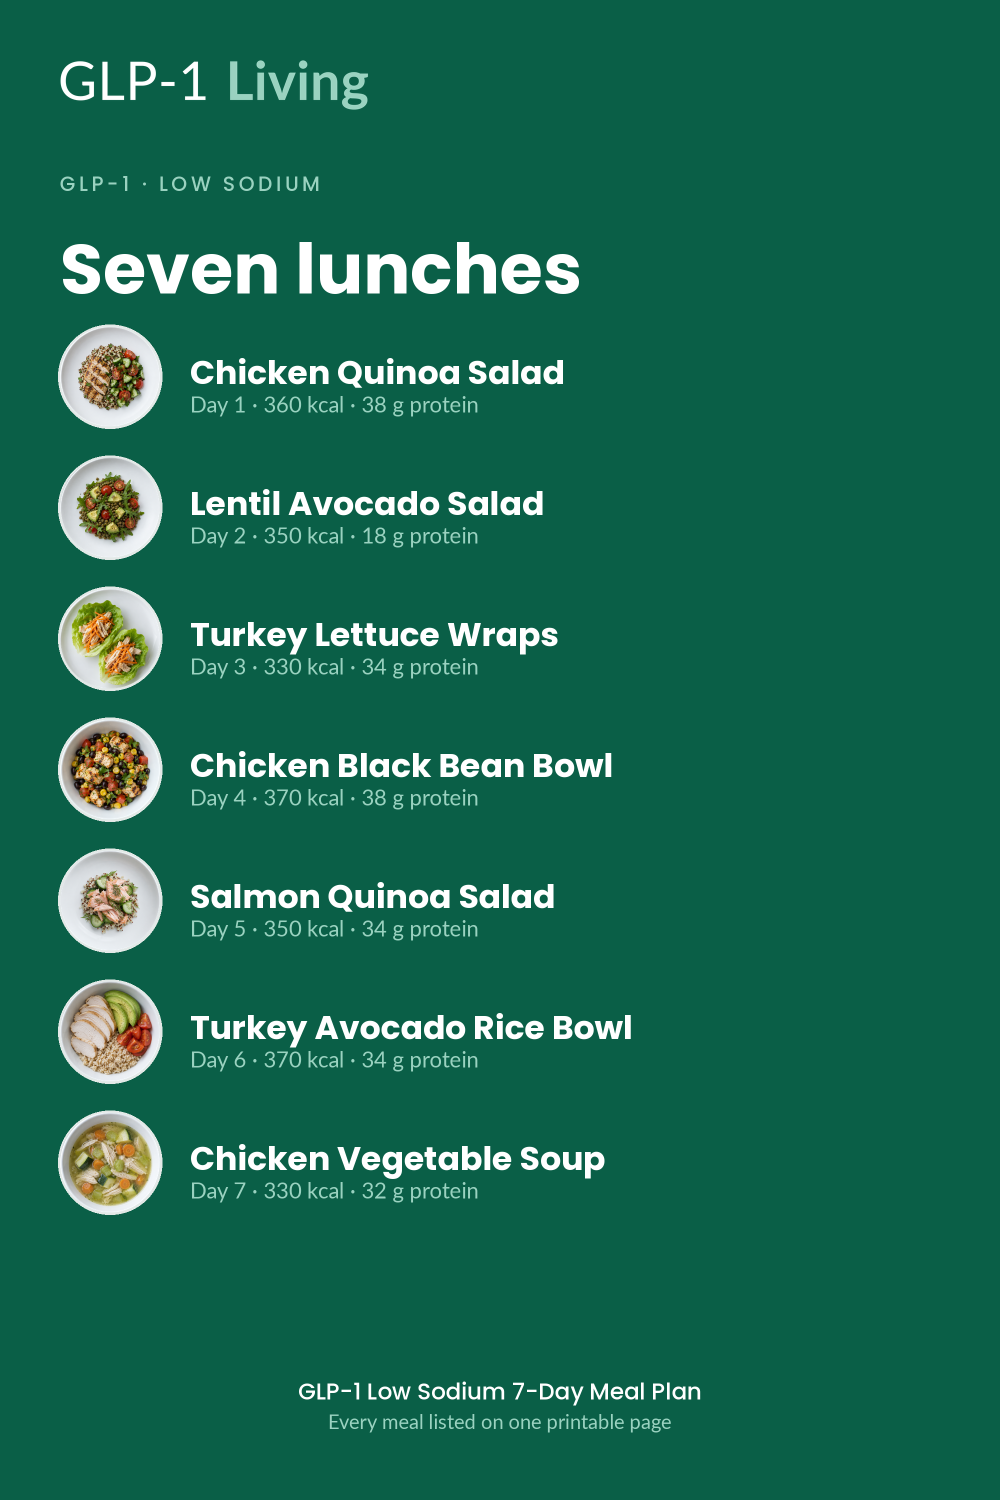 GLP-1 Living
GLP-1 · LOW SODIUM
Seven lunches
Chicken Quinoa Salad
Day 1 · 360 kcal · 38 g protein
Lentil Avocado Salad
Day 2 · 350 kcal · 18 g protein
Turkey Lettuce Wraps
Day 3 · 330 kcal · 34 g protein
Chicken Black Bean Bowl
Day 4 · 370 kcal · 38 g protein
Salmon Quinoa Salad
Day 5 · 350 kcal · 34 g protein
Turkey Avocado Rice Bowl
Day 6 · 370 kcal · 34 g protein
Chicken Vegetable Soup
Day 7 · 330 kcal · 32 g protein
GLP-1 Low Sodium 7-Day Meal Plan
Every meal listed on one printable page